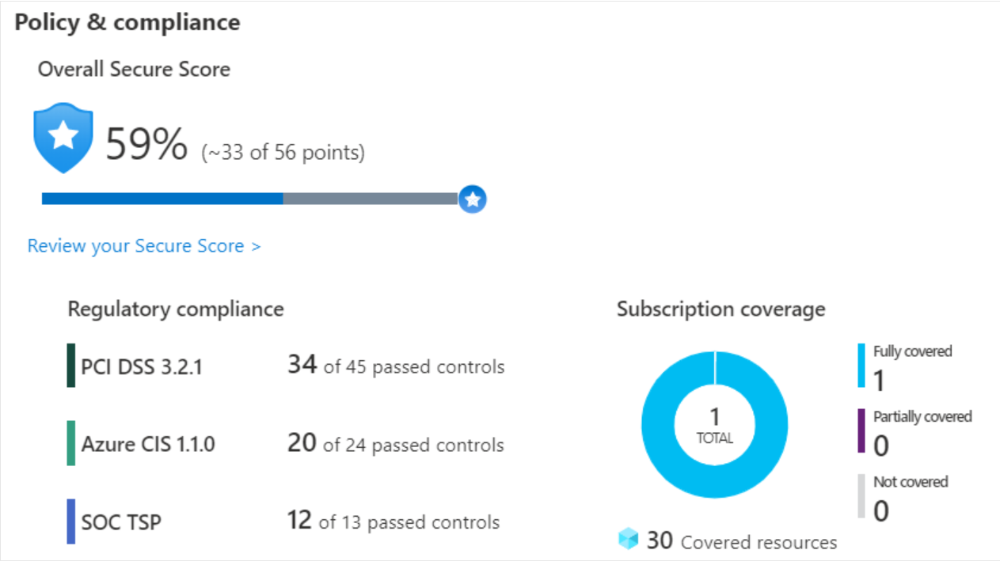 Policy & compliance
Overall Secure Score
59% (~33 of 56 points)
Review your Secure Score >
Regulatory compliance
PCI DSS 3.2.1 34 of 45 passed controls
Azure CIS 1.1.0 20 of 24 passed controls
SOC TSP 12 of 13 passed controls
Subscription coverage
1
TOTAL
Fully covered
1
Partially covered
0
Not covered
0
30 Covered resources